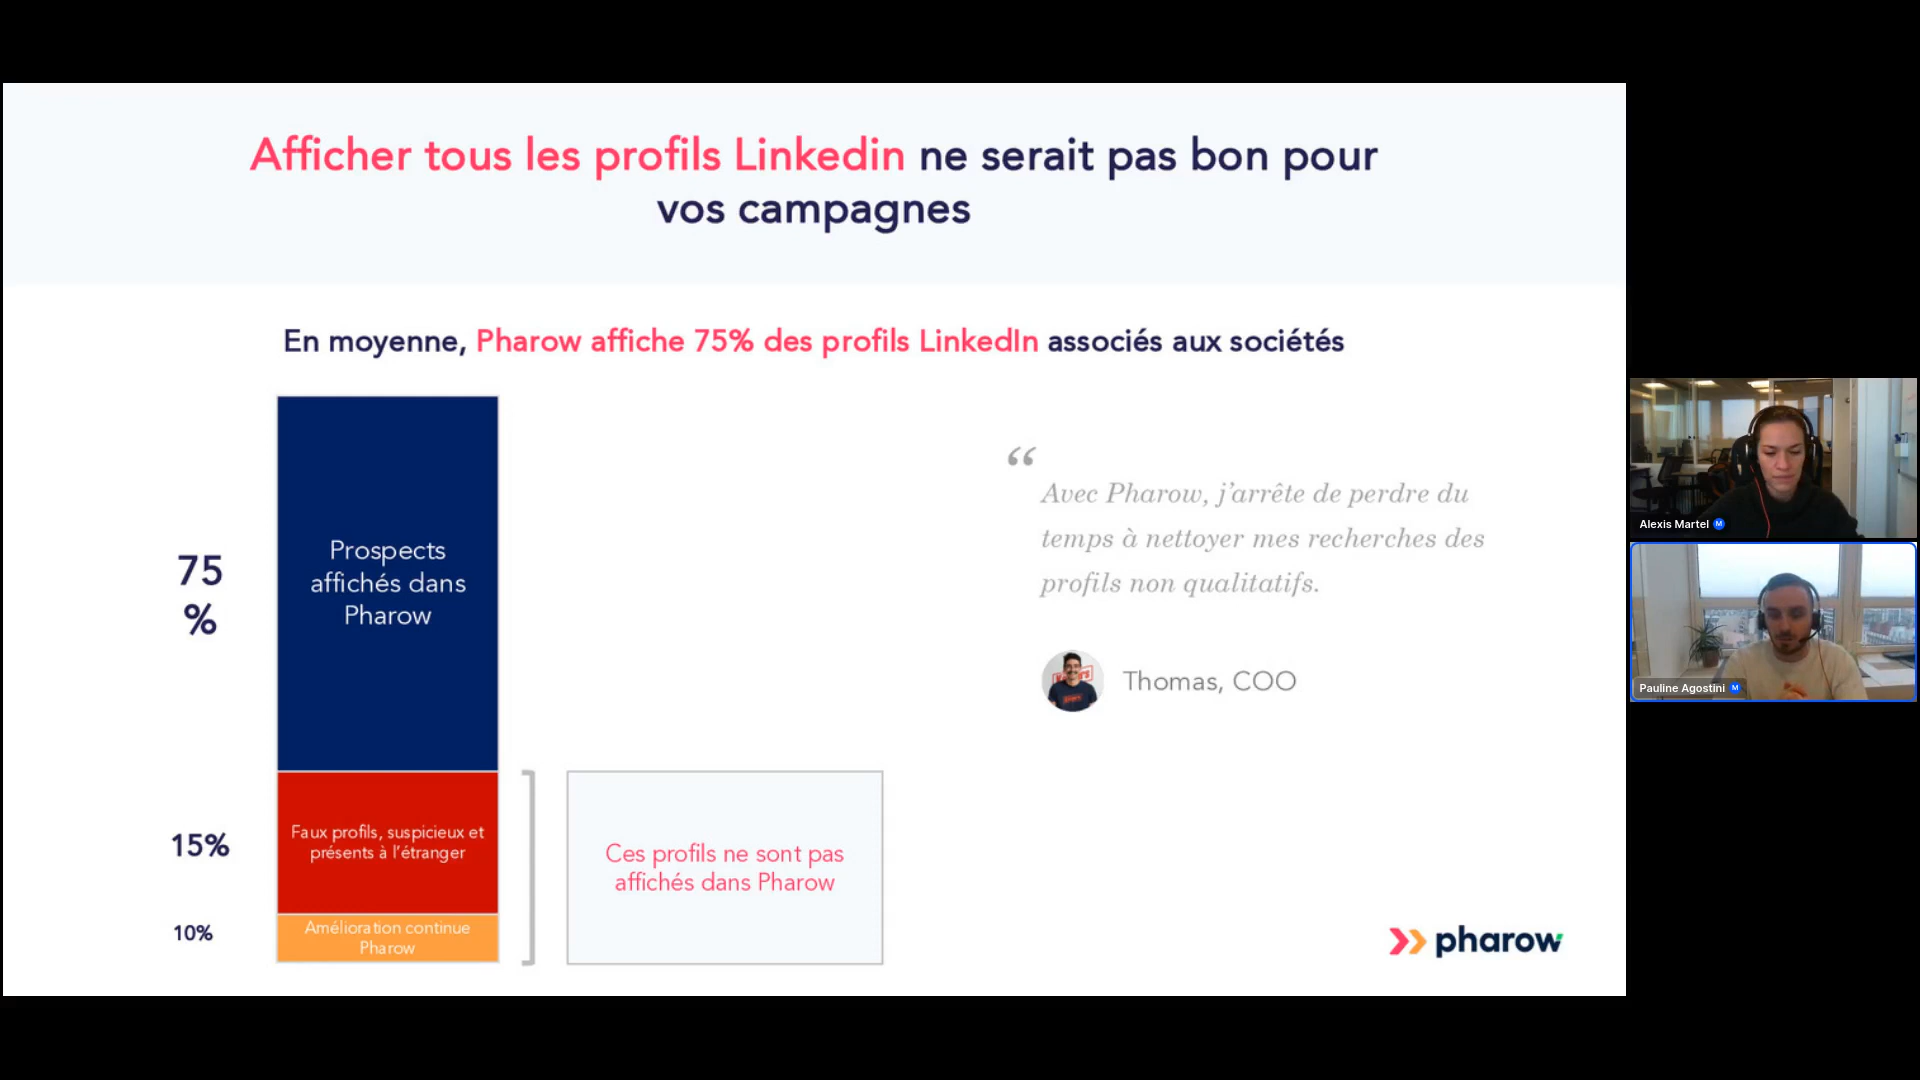 Afficher tous les profils Linkedin ne serait pas bon pour
vos campagnes
En moyenne, Pharow affiche 75% des profils LinkedIn associés aux sociétés
75
%
Prospects
affichés dans
Pharow
15%
Faux profils, suspicieux et
présents à l'étranger
10%
Amélioration continue
Pharow
Ces profils ne sont pas
affichés dans Pharow
“
Avec Pharow, j'arrête de perdre du
temps à nettoyer mes recherches des
profils non qualitatifs.
Thomas, COO
pharow
Alexis Martel M
Pauline Agostini M